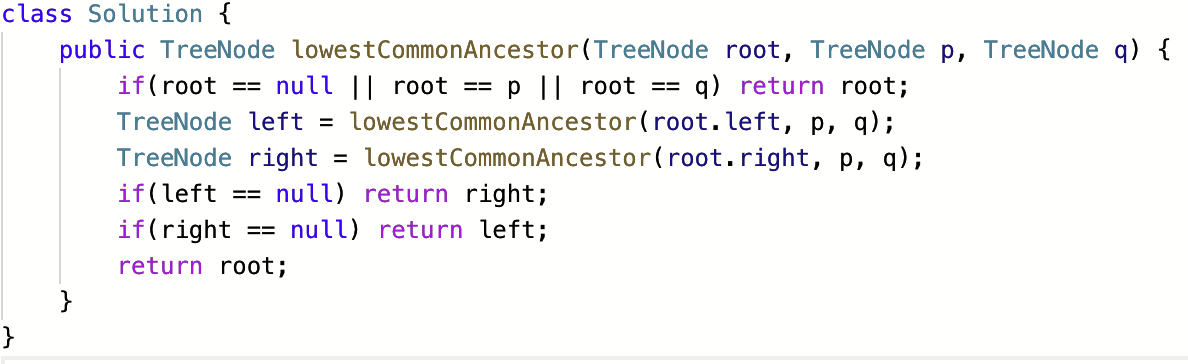 class Solution {
    public TreeNode lowestCommonAncestor(TreeNode root, TreeNode p, TreeNode q) {
        if(root == null || root == p || root == q) return root;
        TreeNode left = lowestCommonAncestor(root.left, p, q);
        TreeNode right = lowestCommonAncestor(root.right, p, q);
        if(left == null) return right;
        if(right == null) return left;
        return root;
    }
}